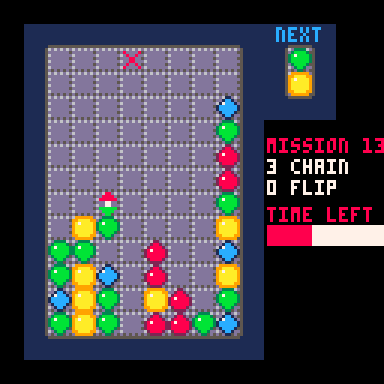 NEXT
MISSION 13
3 CHAIN
0 FLIP
TIME LEFT